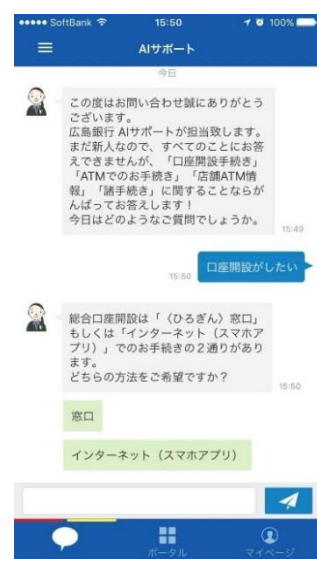 SoftBank 15:50 100%
AIサポート
今日
この度はお問い合わせ誠にありがとう
ございます。
広島銀行 AIサポートが担当致します。
まだ新人なので、すべてのことにお答
えできませんが、「口座開設手続き」
「ATMでのお手続き」「店舗ATM情
報」「諸手続き」に関することならが
んばってお答えします！
今日はどのようなご質問でしょうか。
15:49
口座開設がしたい
15:50
総合口座開設は「〈ひろぎん〉窓口」
もしくは「インターネット（スマホア
プリ）」でのお手続きの２通りがあり
ます。
どちらの方法をご希望ですか？
15:50
窓口
インターネット（スマホアプリ）
ポータル
マイページ